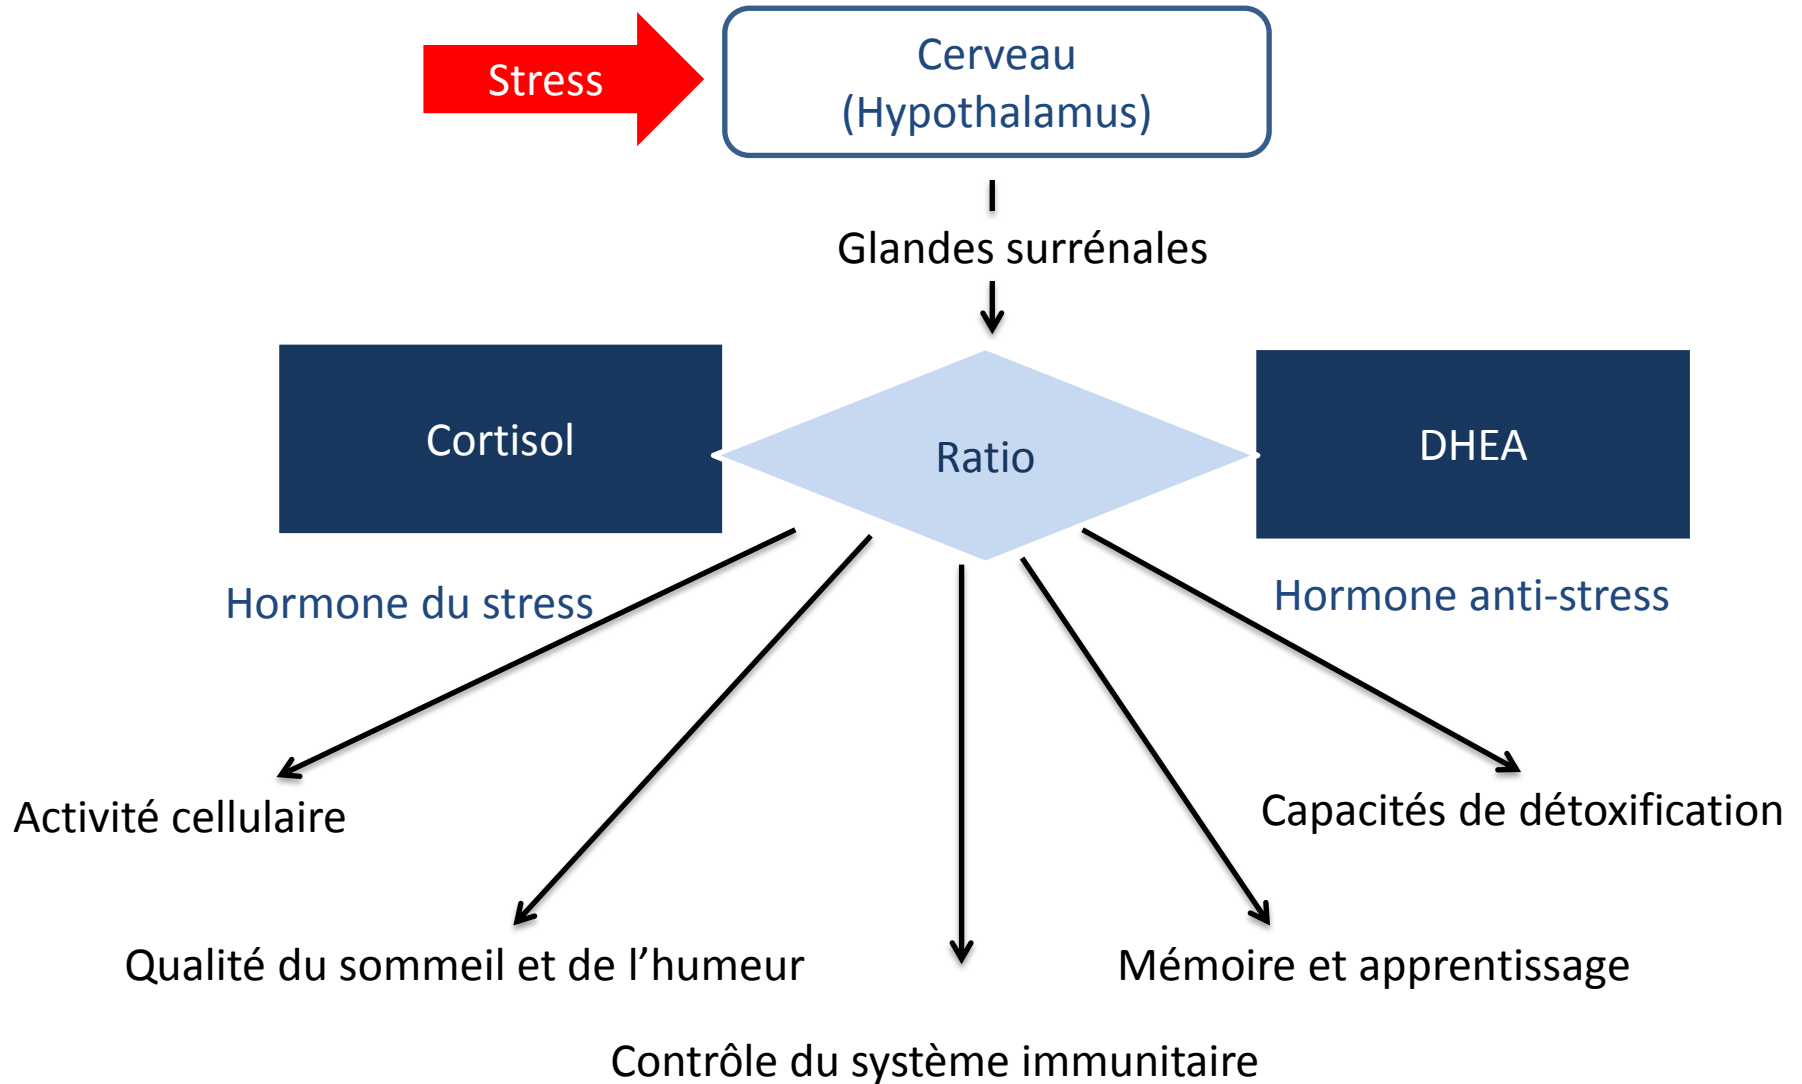 Stress
Cerveau
(Hypothalamus)
Glandes surrénales
Cortisol
Ratio
DHEA
Hormone du stress
Hormone anti-stress
Activité cellulaire
Capacités de détoxification
Qualité du sommeil et de l’humeur
Mémoire et apprentissage
Contrôle du système immunitaire